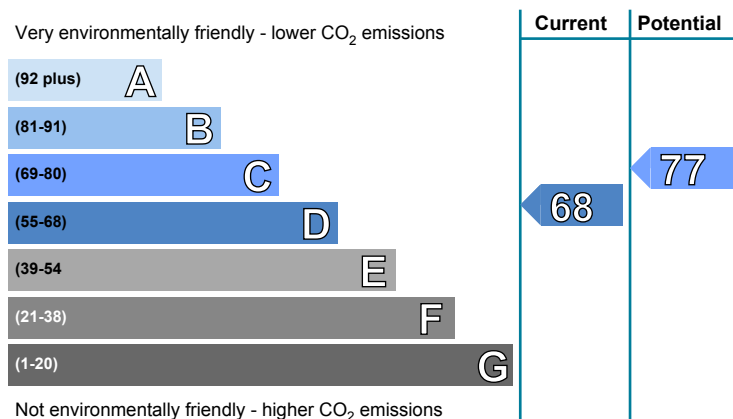 Very environmentally friendly - lower CO₂ emissions
Current
Potential
(92 plus) A
(81-91) B
(69-80) C
77
(55-68) D
68
(39-54 E
(21-38) F
(1-20) G
Not environmentally friendly - higher CO₂ emissions